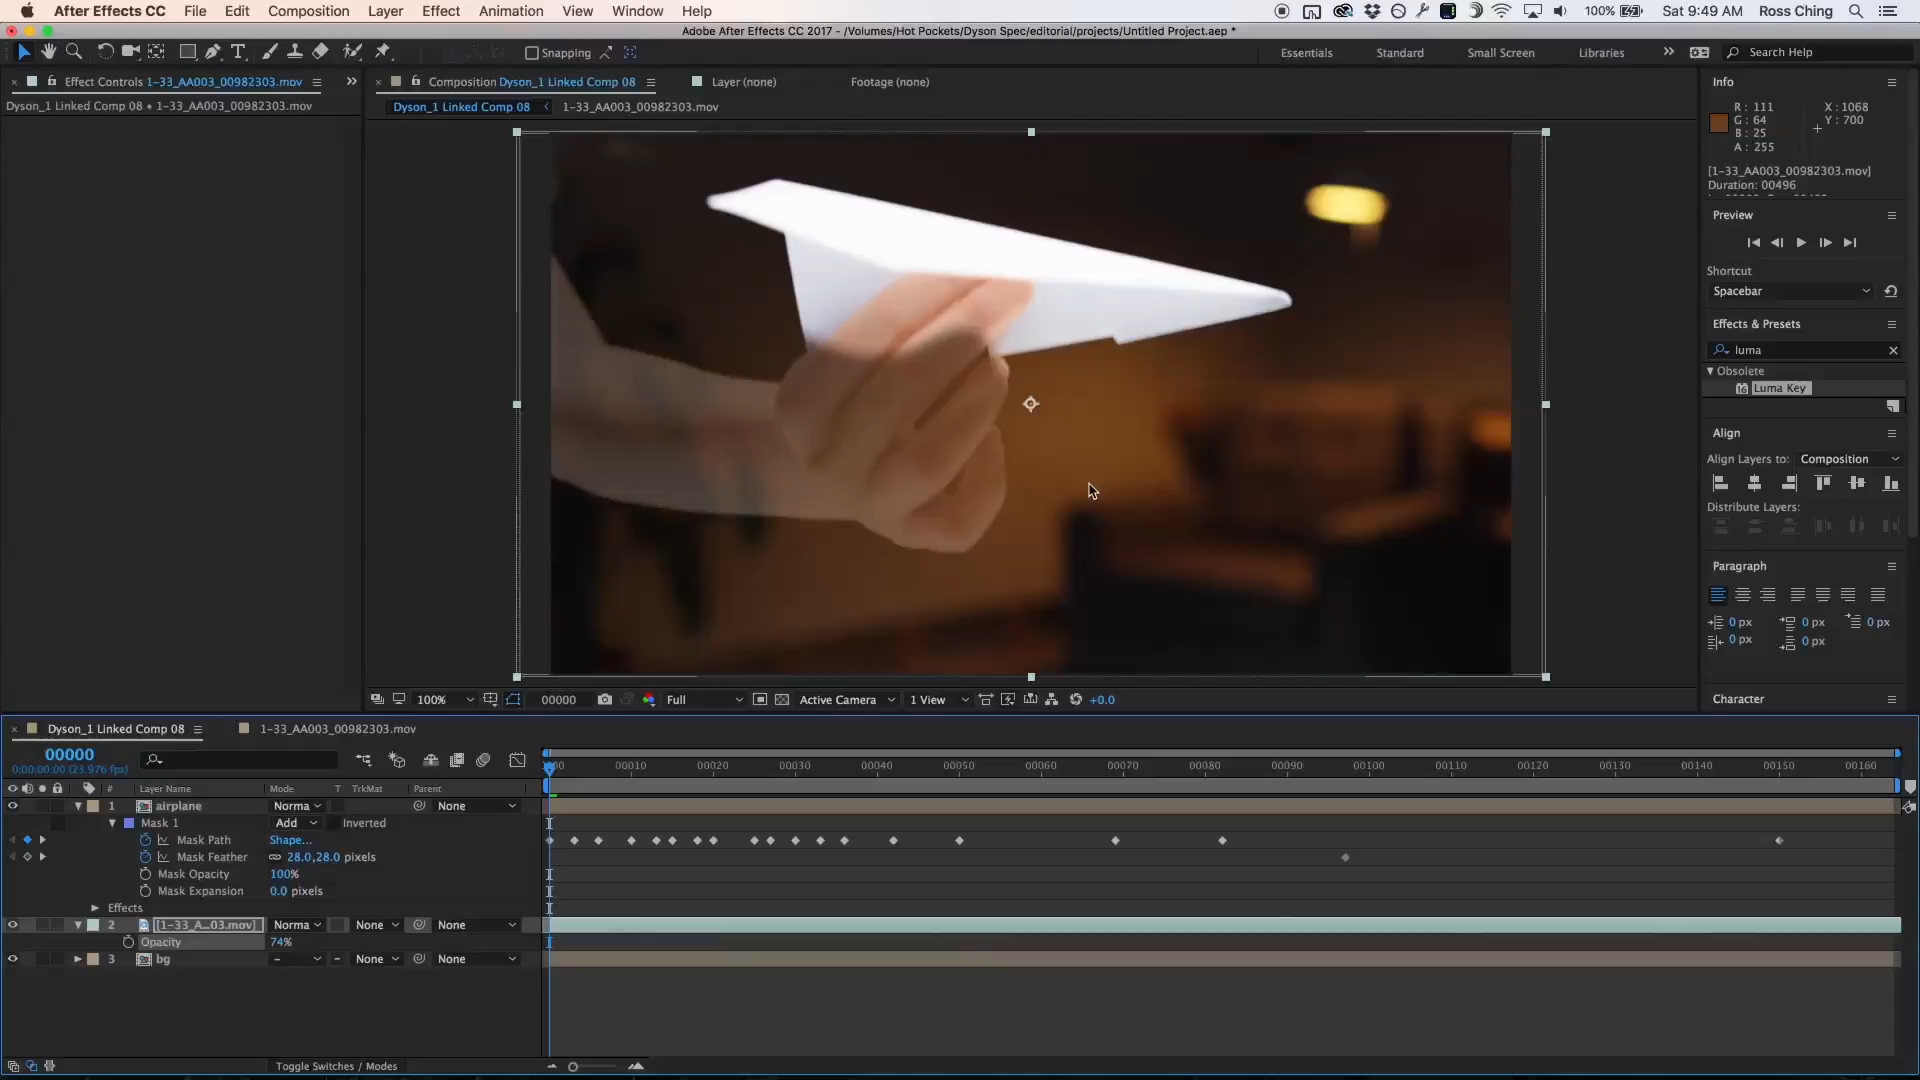 After Effects CC File Edit Composition Layer Effect Animation View Window Help 100% Sat 9:49 AM Ross Ching
Adobe After Effects CC 2017 - /Volumes/Hot Pockets/Dyson Spec/editorial/projects/Untitled Project.aep *
Snapping Essentials Standard Small Screen Libraries » Search Help
Effect Controls 1-33_AA003_00982303.mov » Composition Dyson_1 Linked Comp 08 Layer (none) Footage (none) Info
Dyson_1 Linked Comp 08 • 1-33_AA003_00982303.mov Dyson_1 Linked Comp 08 1-33_AA003_00982303.mov
R : 111 X : 1068
G : 64 Y : 700
B : 25
A : 255
[1-33_AA003_00982303.mov]
Duration: 00496
Preview
Shortcut
Spacebar
Effects & Presets
luma
Obsolete
Luma Key
Align
Align Layers to: Composition
Distribute Layers:
Paragraph
0 px 0 px 0 px
0 px 0 px
Character
100% 00000 Full Active Camera 1 View +0.0
Dyson_1 Linked Comp 08 1-33_AA003_00982303.mov
00000
0:00:00:00 (23.976 fps)
00010 00020 00030 00040 00050 00060 00070 00080 00090 00100 00110 00120 00130 00140 00150 00160
# Layer Name Mode T TrkMat Parent
1 airplane Norma None
Mask 1 Add Inverted
Mask Path Shape...
Mask Feather 28.0,28.0 pixels
Mask Opacity 100%
Mask Expansion 0.0 pixels
Effects
2 [1-33_A...03.mov] Norma None None
Opacity 74%
3 bg – None None
Toggle Switches / Modes